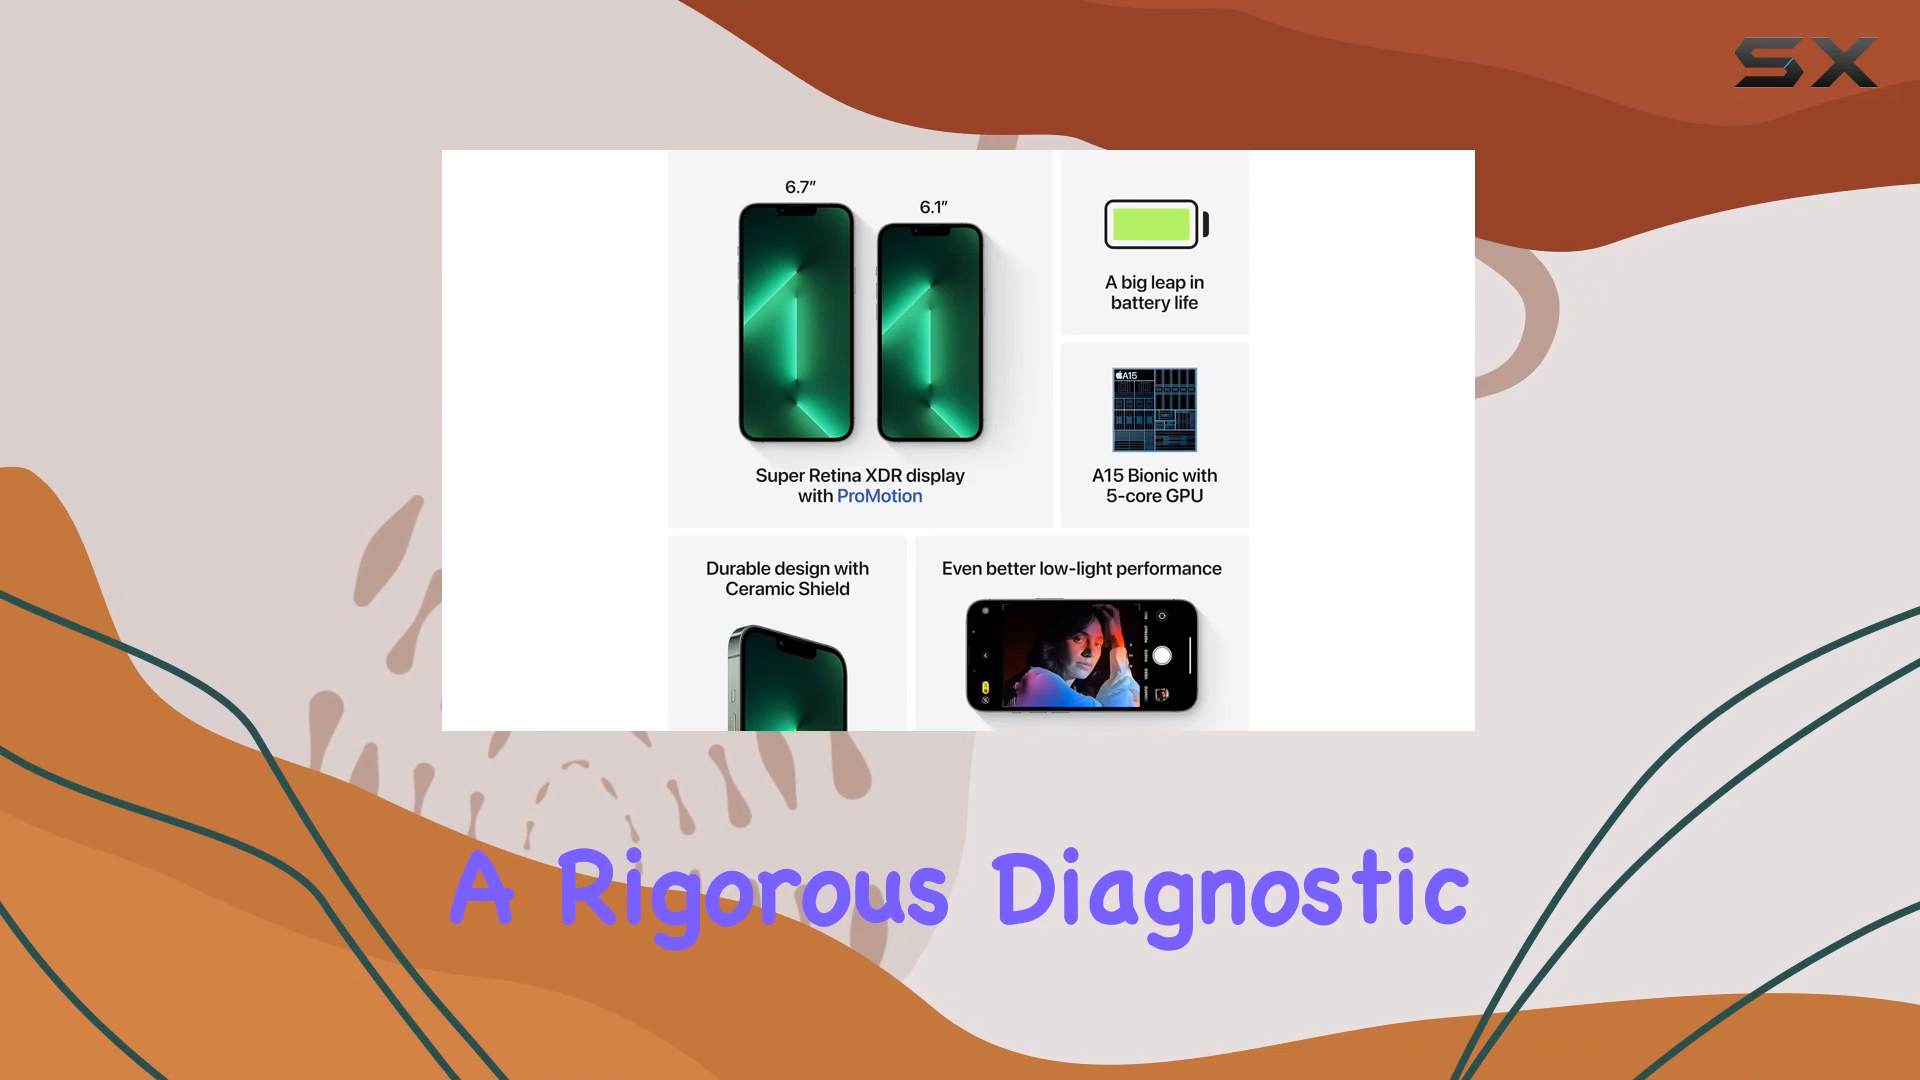 SX
6.7"
6.1"
A big leap in
battery life
A15
Super Retina XDR display
with ProMotion
A15 Bionic with
5-core GPU
Durable design with
Ceramic Shield
Even better low-light performance
A Rigorous Diagnostic